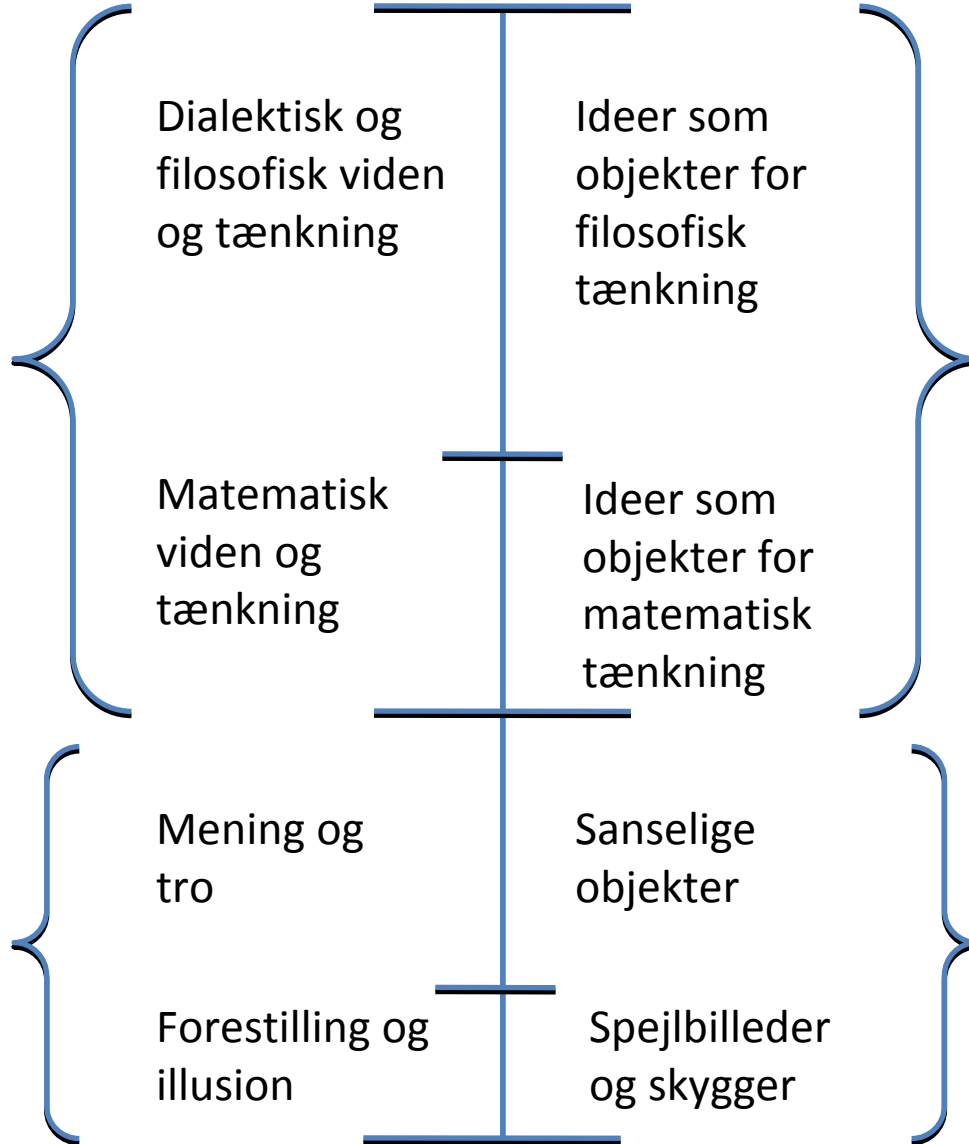 Dialektisk og
filosofisk viden
og tænkning
Ideer som
objekter for
filosofisk
tænkning
Matematisk
viden og
tænkning
Ideer som
objekter for
matematisk
tænkning
Mening og
tro
Sanselige
objekter
Forestilling og
illusion
Spejlbilleder
og skygger